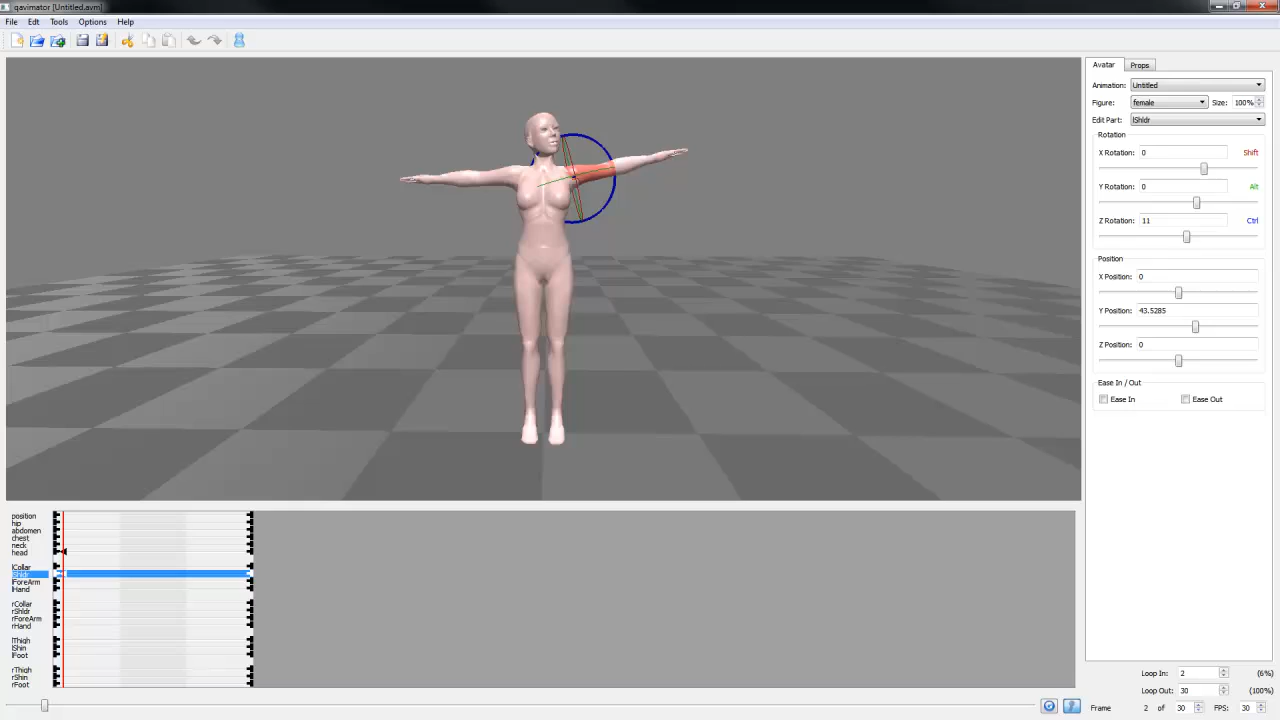 qavimator [Untitled.avm]
File Edt Tools Options Help
Avatar Props
Animation: Untitled
Figure: female Size: 100%
Edit Part: lShldr
Rotation
X Rotation: 0 Shift
Y Rotation: 0 Alt
Z Rotation: 11 Ctrl
Position
X Position: 0
Y Position: 43.5285
Z Position: 0
Ease In / Out
Ease In Ease Out
position
hip
abdomen
chest
neck
head
lCollar
lShldr
lForeArm
lHand
rCollar
rShldr
rForeArm
rHand
lThigh
lShin
lFoot
rThigh
rShin
rFoot
Loop In: 2 (6%)
Loop Out: 30 (100%)
Frame 2 of 30 FPS: 30